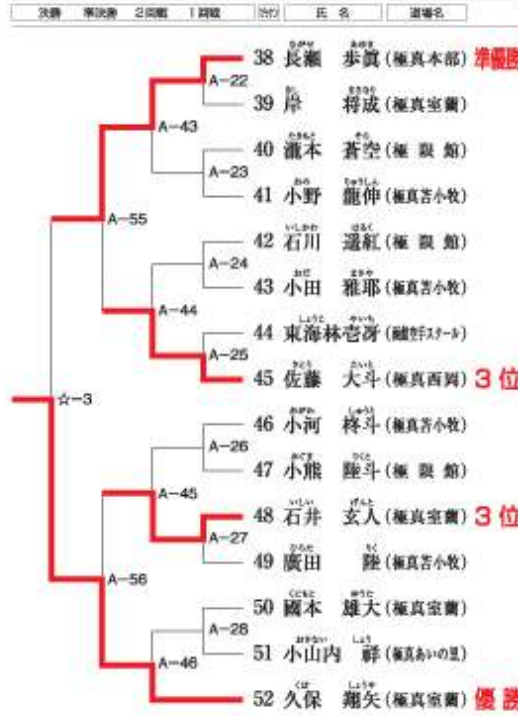 決勝 準決勝 2回戦 1回戦 ゼッケン 氏 名 道場名
38 長瀬 歩眞 (極真本部) 準優勝
A-22
39 岸 将成 (極真室蘭)
A-43
40 瀧本 蒼空 (極 限 館)
A-23
41 小野 龍伸 (極真苫小牧)
A-55
42 石川 遥紅 (極 限 館)
A-24
43 小田 雅耶 (極真苫小牧)
A-44
44 東海林壱冴
A-25
45 佐藤 大斗 (極真西岡) 3位
☆-3
46 小河 柊斗 (極真苫小牧)
A-26
47 小熊 陸斗 (極 限 館)
A-45
48 石井 玄人 (極真室蘭) 3位
A-27
49 廣田 陸 (極真苫小牧)
A-56
50 國本 雄大 (極真室蘭)
A-28
51 小山内 祥 (極真あいの里)
A-46
52 久保 翔矢 (極真室蘭) 優勝